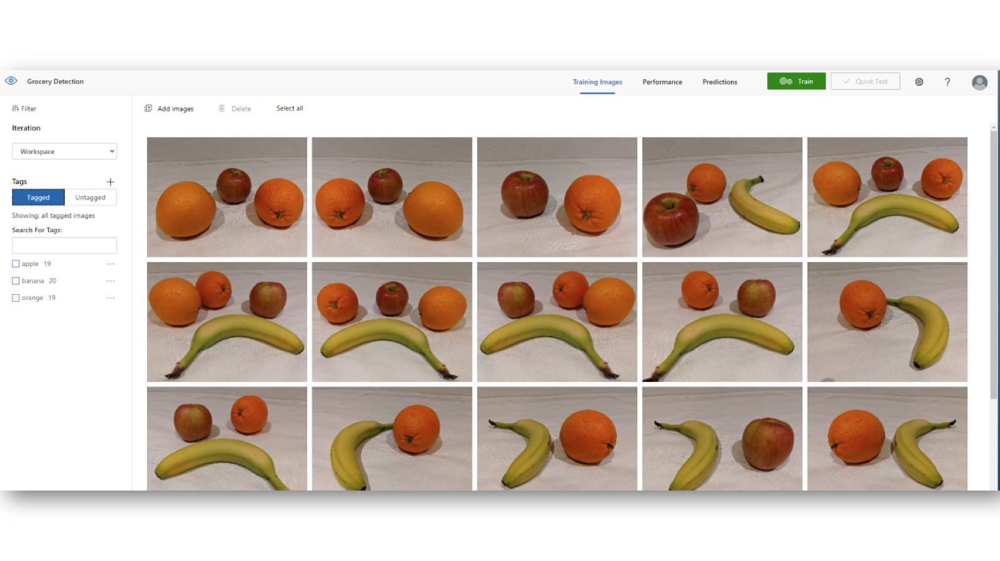 Grocery Detection
Training Images
Performance
Predictions
Train
Quick Test
?
Filter
Add images
Delete
Select all
Iteration
Workspace
Tags
+
Tagged
Untagged
Showing: all tagged images
Search For Tags:
apple 19 ...
banana 20 ...
orange 19 ...